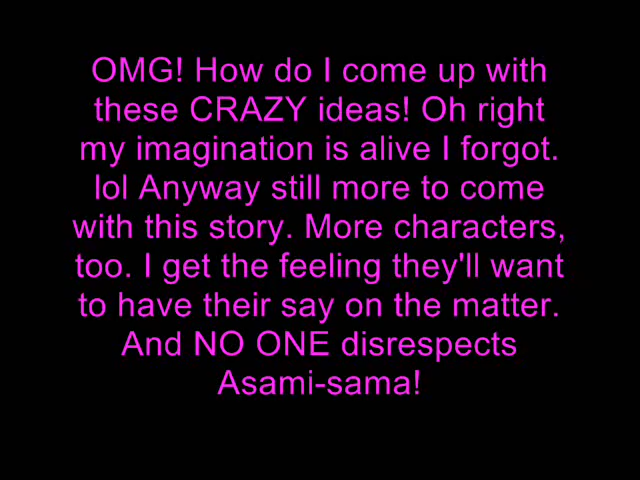 OMG! How do I come up with
these CRAZY ideas! Oh right
my imagination is alive I forgot.
lol Anyway still more to come
with this story. More characters,
too. I get the feeling they'll want
to have their say on the matter.
And NO ONE disrespects
Asami-sama!